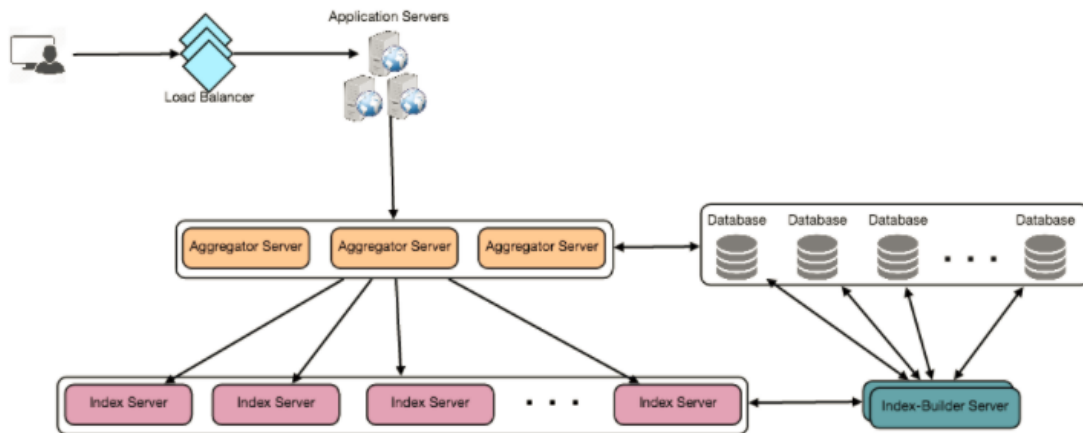 Application Servers
Load Balancer
Aggregator Server
Aggregator Server
Aggregator Server
Database
Database
Database
Database
Index Server
Index Server
Index Server
Index Server
Index-Builder Server